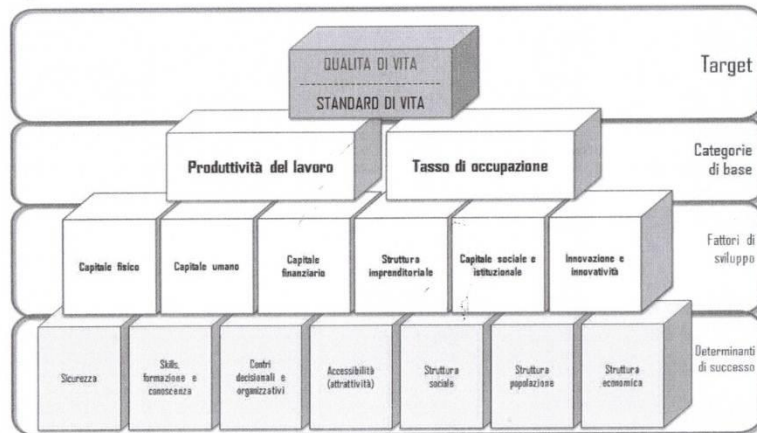 QUALITA DI VITA
STANDARD DI VITA
Target
Produttività del lavoro
Tasso di occupazione
Categorie
di base
Capitale fisico
Capitale umano
Capitale
finanziario
Struttura
imprenditoriale
Capitale sociale e
istituzionale
Innovazione e
innovatività
Fattori di
sviluppo
Sicurezza
Skills,
formazione e
conoscenza
Centri
decisionali e
organizzativi
Accessibilità
(attrattività)
Struttura
sociale
Struttura
popolazione
Struttura
economica
Determinanti
di successo